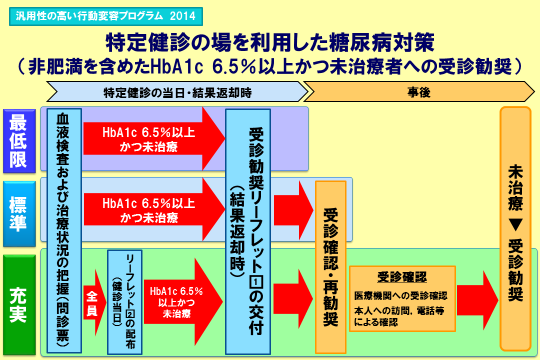 汎用性の高い行動変容プログラム 2014
特定健診の場を利用した糖尿病対策
（非肥満を含めたHbA1c 6.5％以上かつ未治療者への受診勧奨）
特定健診の当日・結果返却時
事後
最低限
標準
充実
血液検査および治療状況の把握（問診票）
HbA1c 6.5％以上
かつ未治療
HbA1c 6.5％以上
かつ未治療
全員
リーフレット2の配布
（健診当日）
HbA1c 6.5％
以上かつ
未治療
受診勧奨リーフレット1の交付
（結果返却時）
受診確認・再勧奨
受診確認
医療機関への受診確認
本人への訪問、電話等
による確認
未治療▼受診勧奨